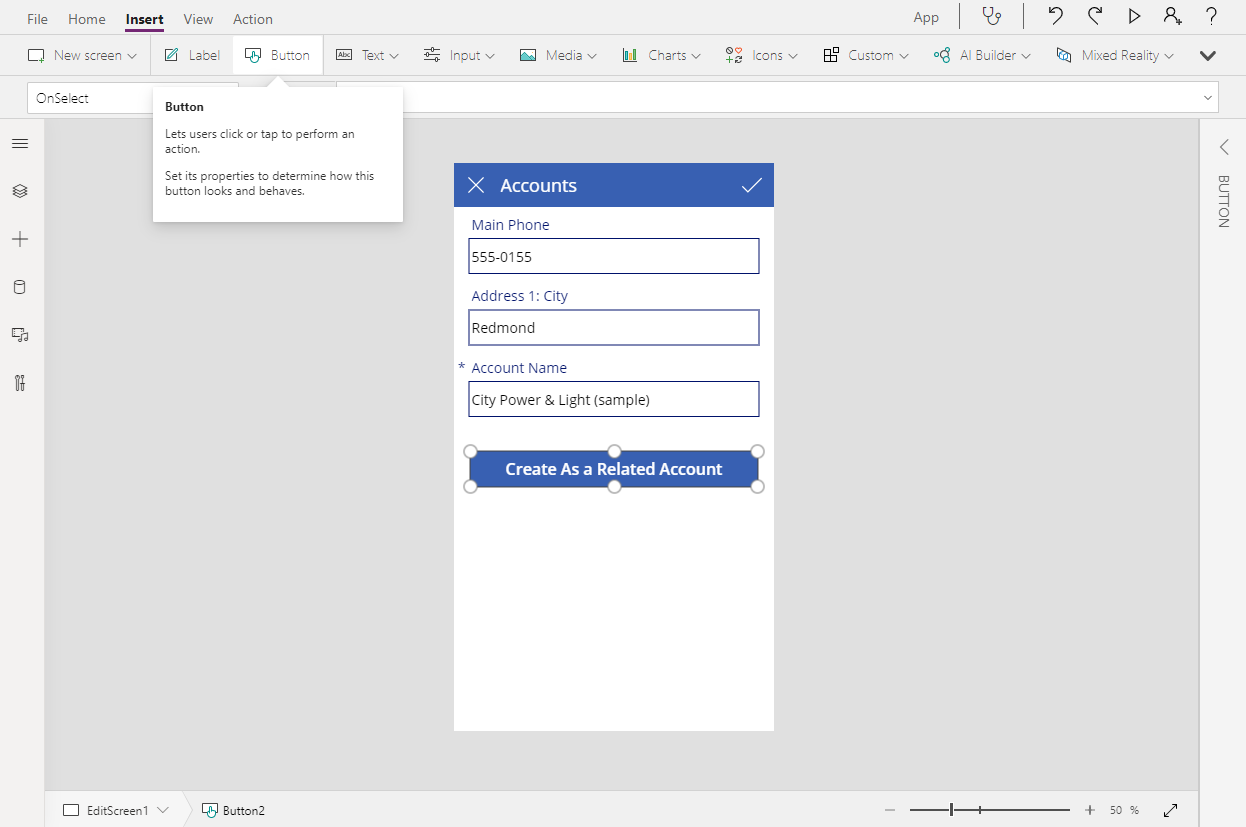 File Home Insert View Action App
New screen Label Button Text Input Media Charts Icons Custom AI Builder Mixed Reality
OnSelect
Button
Lets users click or tap to perform an
action.
Set its properties to determine how this
button looks and behaves.
BUTTON
Accounts
Main Phone
555-0155
Address 1: City
Redmond
* Account Name
City Power & Light (sample)
Create As a Related Account
EditScreen1 Button2 50 %